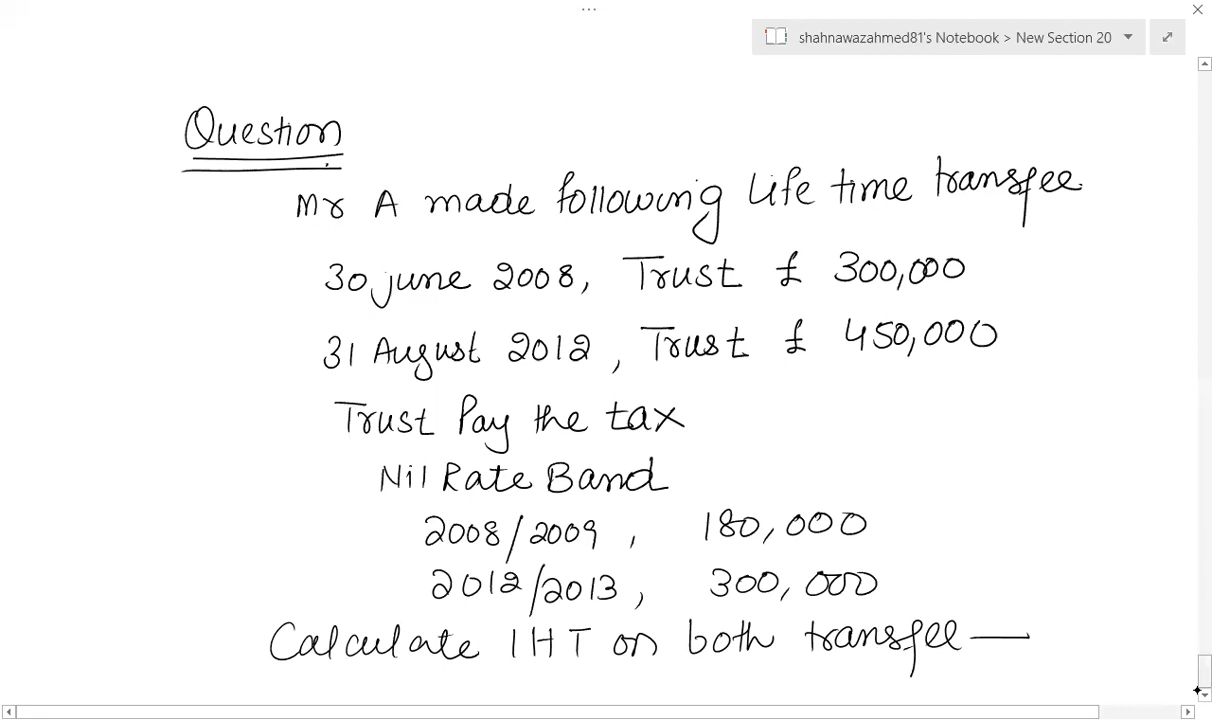 ...
shahnawazahmed81's Notebook > New Section 20
Question
Mr A made following Life time transfee
30 june 2008, Trust £ 300,000
31 August 2012, Trust £ 450,000
Trust Pay the tax
Nil Rate Band
2008/2009, 180,000
2012/2013, 300,000
Calculate IHT on both transfee —